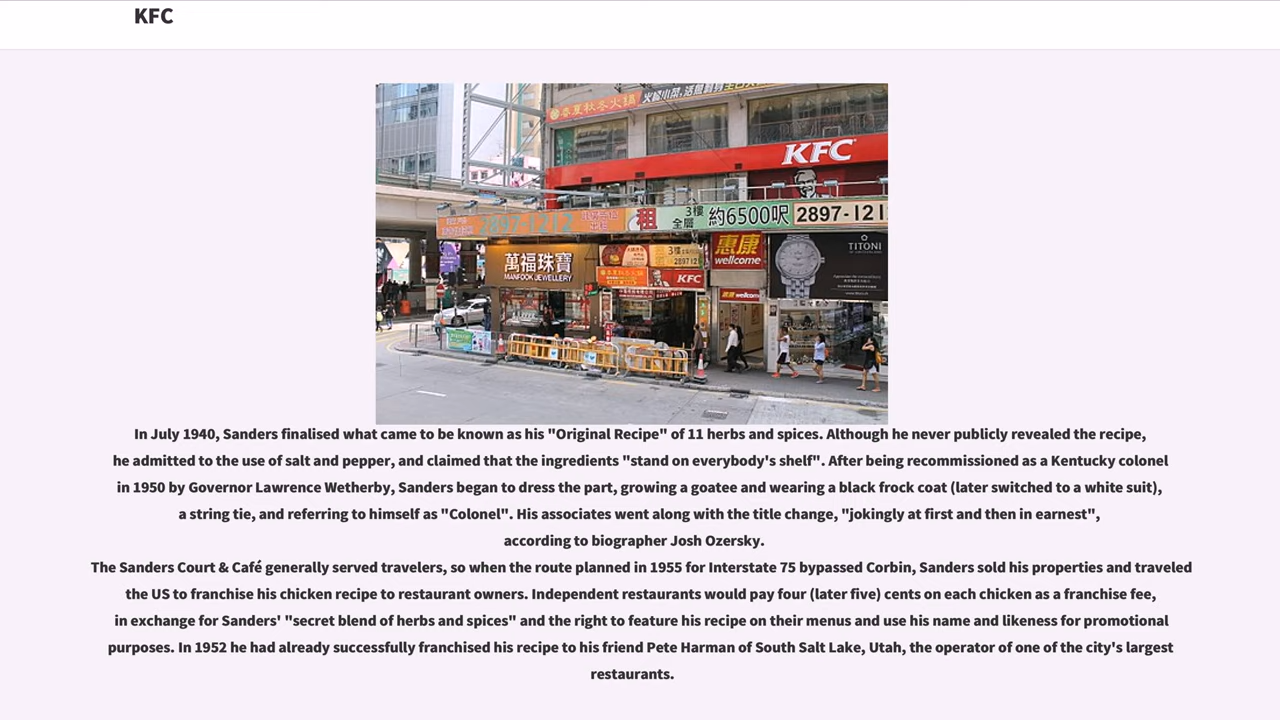 KFC
春夏秋冬火鍋
KFC
3樓
全層
租
約6500呎
2897-1212
2897-121
萬福珠寶
MANFOOK JEWELLERY
惠康
wellcome
KFC
惠康 wellcome
TITONI
In July 1940, Sanders finalised what came to be known as his "Original Recipe" of 11 herbs and spices. Although he never publicly revealed the recipe,
he admitted to the use of salt and pepper, and claimed that the ingredients "stand on everybody's shelf". After being recommissioned as a Kentucky colonel
in 1950 by Governor Lawrence Wetherby, Sanders began to dress the part, growing a goatee and wearing a black frock coat (later switched to a white suit),
a string tie, and referring to himself as "Colonel". His associates went along with the title change, "jokingly at first and then in earnest",
according to biographer Josh Ozersky.
The Sanders Court & Café generally served travelers, so when the route planned in 1955 for Interstate 75 bypassed Corbin, Sanders sold his properties and traveled
the US to franchise his chicken recipe to restaurant owners. Independent restaurants would pay four (later five) cents on each chicken as a franchise fee,
in exchange for Sanders' "secret blend of herbs and spices" and the right to feature his recipe on their menus and use his name and likeness for promotional
purposes. In 1952 he had already successfully franchised his recipe to his friend Pete Harman of South Salt Lake, Utah, the operator of one of the city's largest
restaurants.